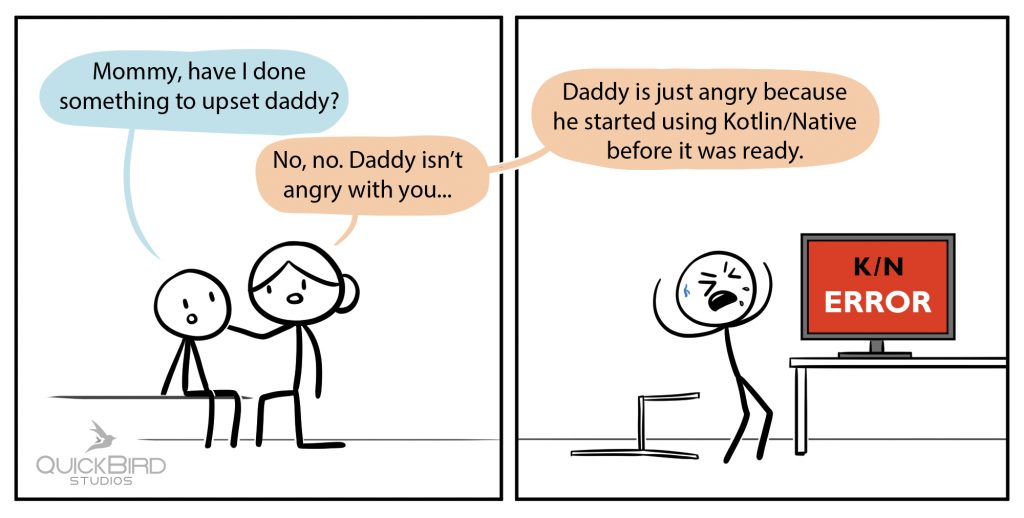 Mommy, have I done
something to upset daddy?
No, no. Daddy isn’t
angry with you...
Daddy is just angry because
he started using Kotlin/Native
before it was ready.
K/N
ERROR
QUICKBIRD
STUDIOS